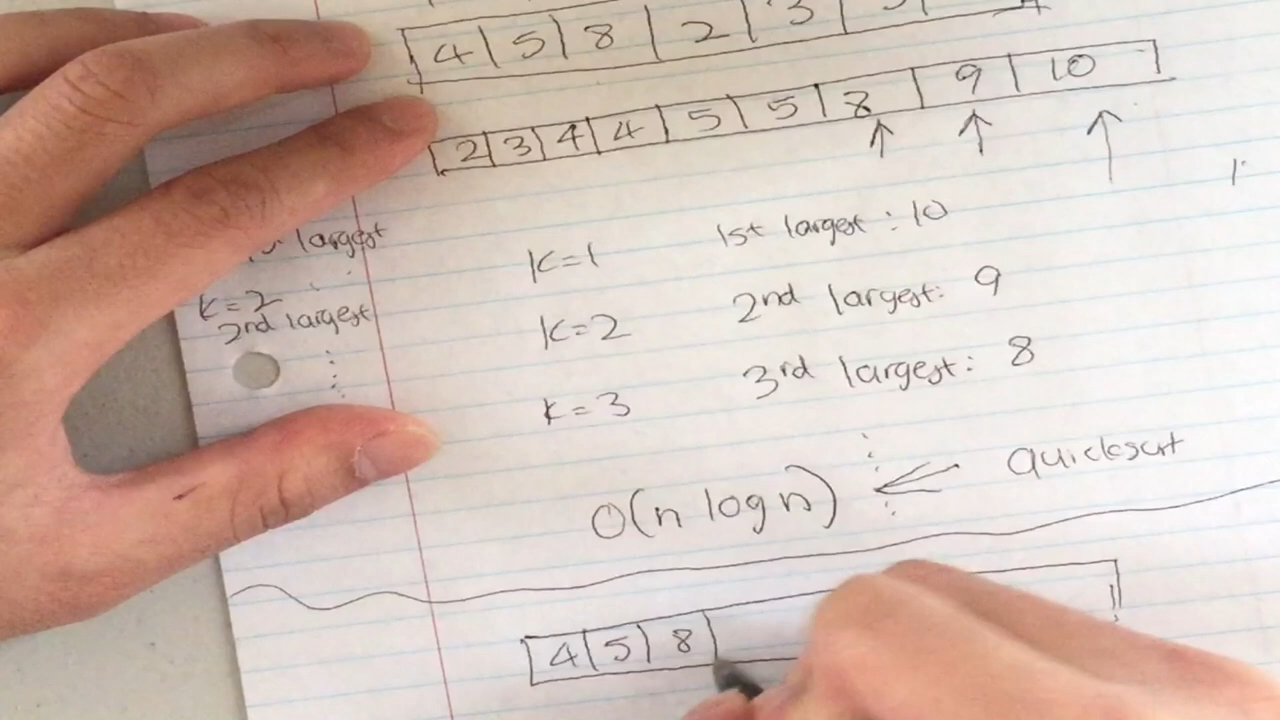 4 5 8 2 3
2 3 4 4 5 5 8 9 10
largest
K=2
2nd largest
K=1 1st largest: 10
K=2 2nd largest: 9
K=3 3rd largest: 8
O(n log n) Quicksort
4 5 8